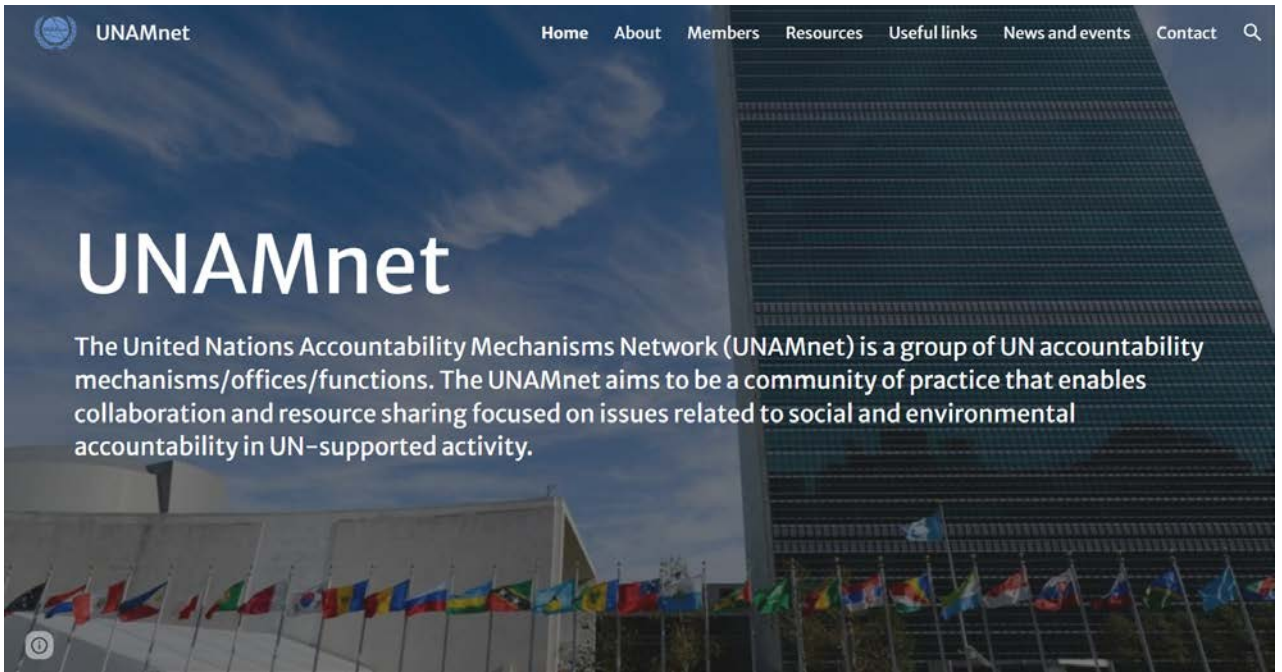 UNAMnet
Home About Members Resources Useful links News and events Contact
UNAMnet
The United Nations Accountability Mechanisms Network (UNAMnet) is a group of UN accountability
mechanisms/offices/functions. The UNAMnet aims to be a community of practice that enables
collaboration and resource sharing focused on issues related to social and environmental
accountability in UN-supported activity.